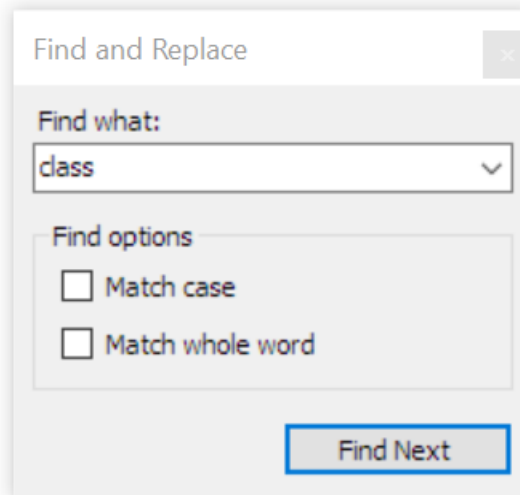 Find and Replace
Find what:
class
Find options
Match case
Match whole word
Find Next